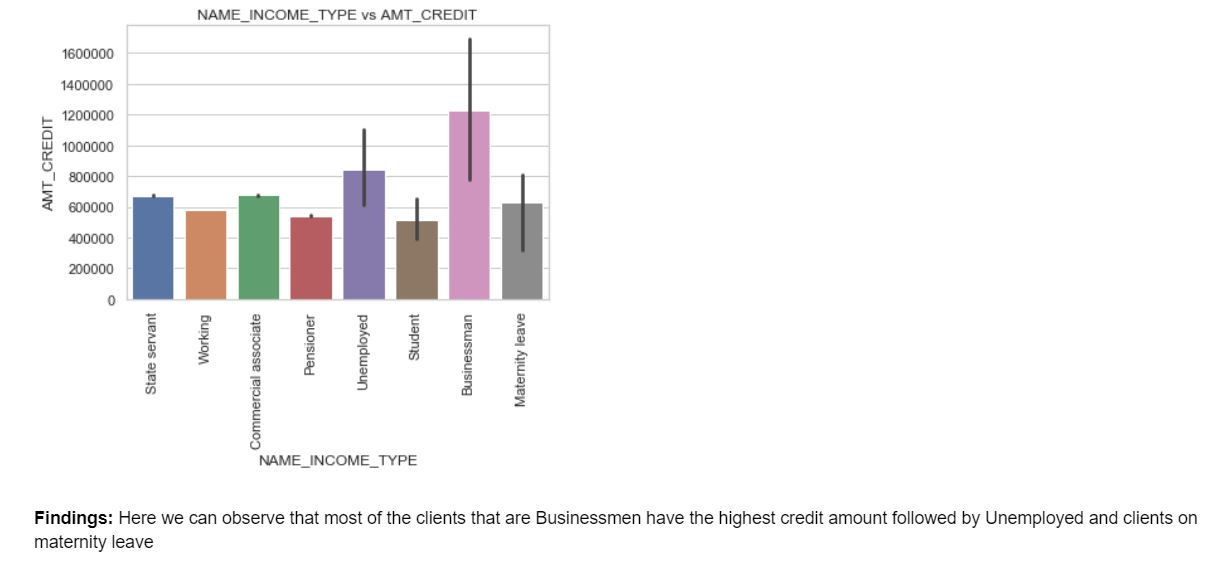 NAME_INCOME_TYPE vs AMT_CREDIT
AMT_CREDIT
1600000
1400000
1200000
1000000
800000
600000
400000
200000
0
State servant
Working
Commercial associate
Pensioner
Unemployed
Student
Businessman
Maternity leave
NAME_INCOME_TYPE
Findings: Here we can observe that most of the clients that are Businessmen have the highest credit amount followed by Unemployed and clients on
maternity leave